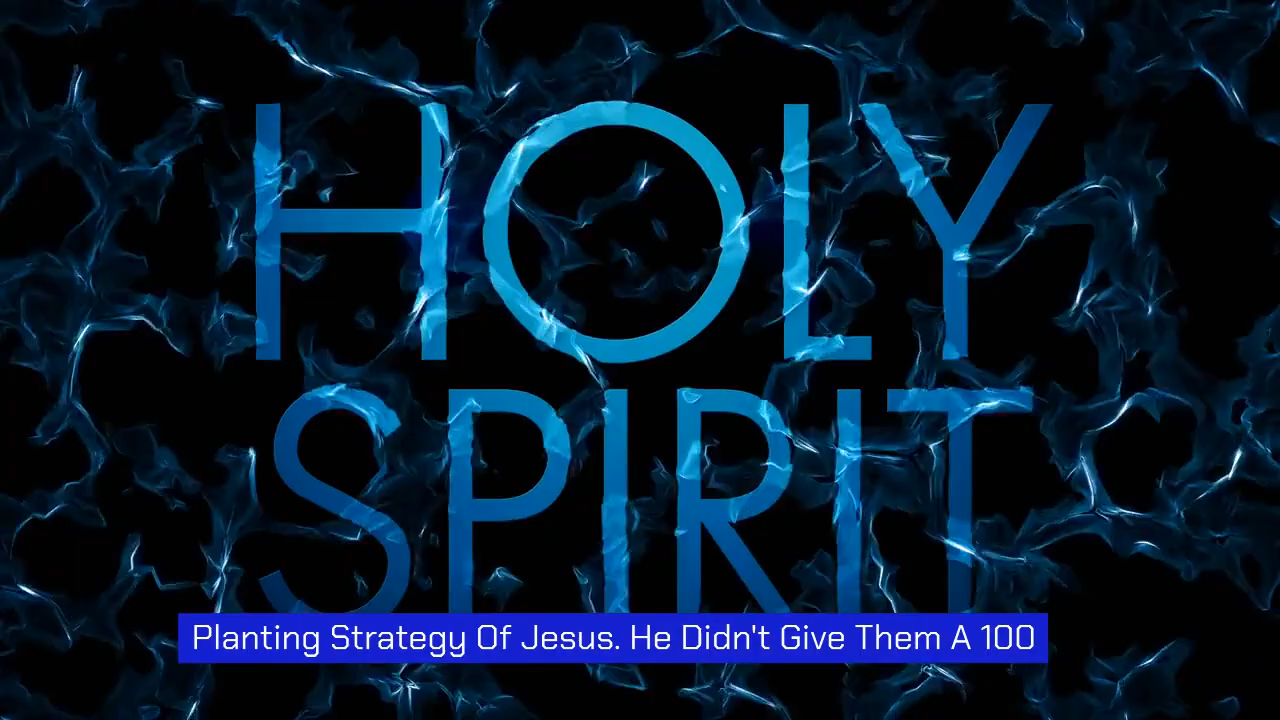 HOLY
SPIRIT
Planting Strategy Of Jesus. He Didn't Give Them A 100